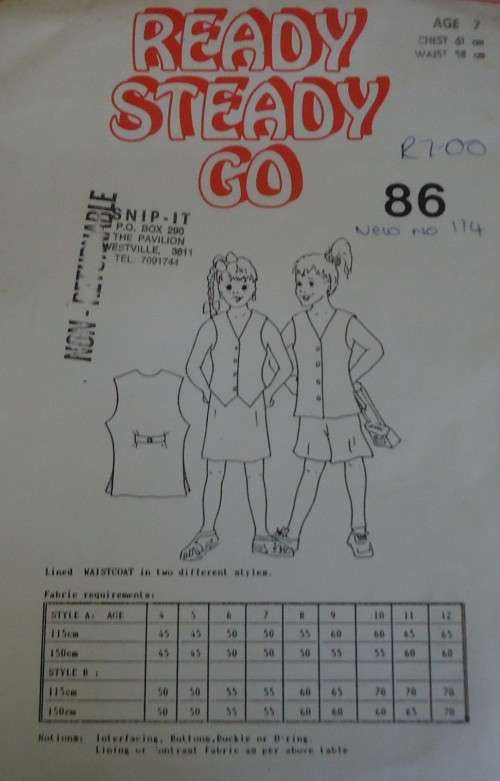 READY
STEADY
GO
AGE 7
CHEST 61 cm
WAIST 58 cm
R7.00
86
New no 114
NON-RETURNABLE
SNIP-IT
P.O. BOX 290
THE PAVILION
WESTVILLE, 3611
TEL. 7091744
Lined WAISTCOAT in two different styles.
Fabric requirements:
STYLE A: AGE 4 5 6 7 8 9 10 11 12
115cm 45 45 50 50 50 60 60 65 65
150cm 45 45 50 50 50 55 55 60 60
STYLE B :
115cm 50 50 55 55 60 65 70 70 70
150cm 50 50 55 55 60 60 60 65 70
Notions: Interfacing, Buttons, Buckle or D-ring.
Lining or Contrast Fabric as per above table